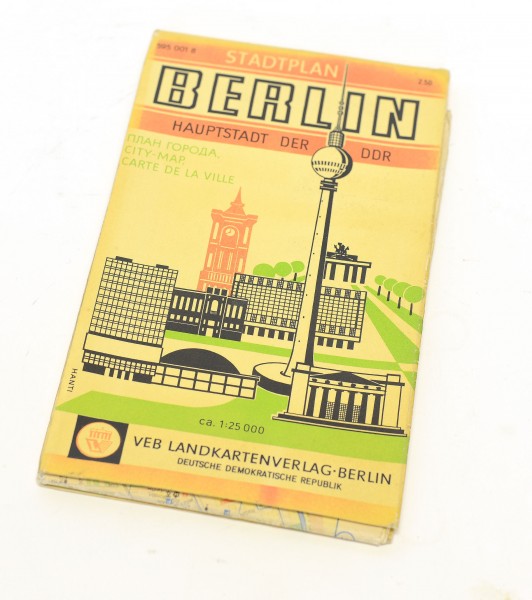 595 001 8
STADTPLAN
2.50
BERLIN
HAUPTSTADT DER DDR
ПЛАН ГОРОДА,
CITY-MAP,
CARTE DE LA VILLE
HANTI
ca. 1:25 000
VEB LANDKARTENVERLAG·BERLIN
DEUTSCHE DEMOKRATISCHE REPUBLIK